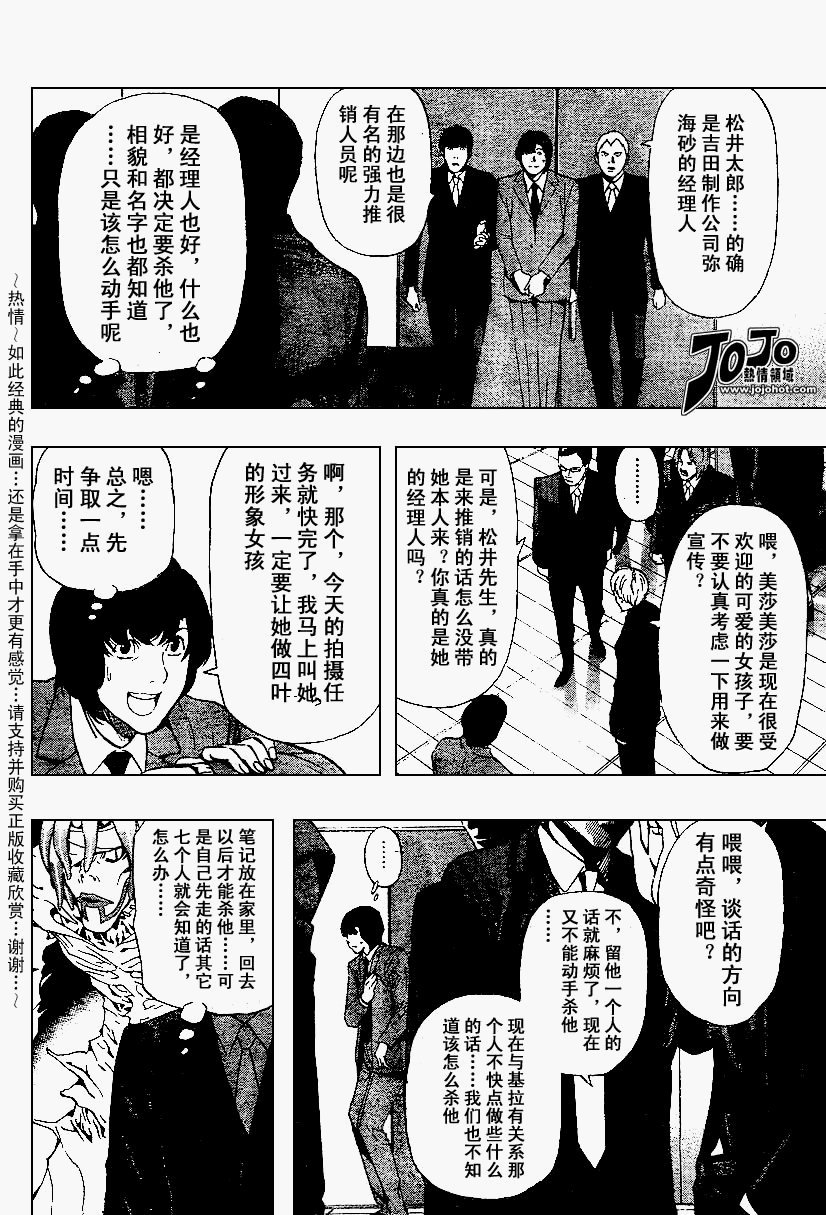 松井太郎……的确
是吉田制作公司弥
海砂的经理人
在那边也是很
有名的强力推
销人员呢
是经理人也好，什么也
好，都决定要杀他了，
相貌和名字也都知道
……只是该怎么动手呢
JOJO
熱情領域
www.jojohot.com
喂，美莎美莎是现在很受
欢迎的可爱的女孩子，要
不要认真考虑一下用来做
宣传？
………
可是，松井先生，真的
是来推销的话怎么没带
她本人来？你真的是她
的经理人吗？
啊，那个，今天的拍摄任
务就快完了，我马上叫她
过来，一定要让她做四叶
的形象女孩
嗯……
总之，先
争取一点
时间……
喂喂，谈话的方向
有点奇怪吧？
不，留他一个人的
话就麻烦了，现在
又不能动手杀他
……
现在与基拉有关系那
个人不快点做些什么
的话……我们也不知
道该怎么杀他
……
笔记放在家里，回去
以后才能杀他……可
是自己先走的话其它
七个人就会知道了，
怎么办……
～热情～如此经典的漫画…还是拿在手中才更有感觉…请支持并购买正版收藏欣赏…谢谢…～